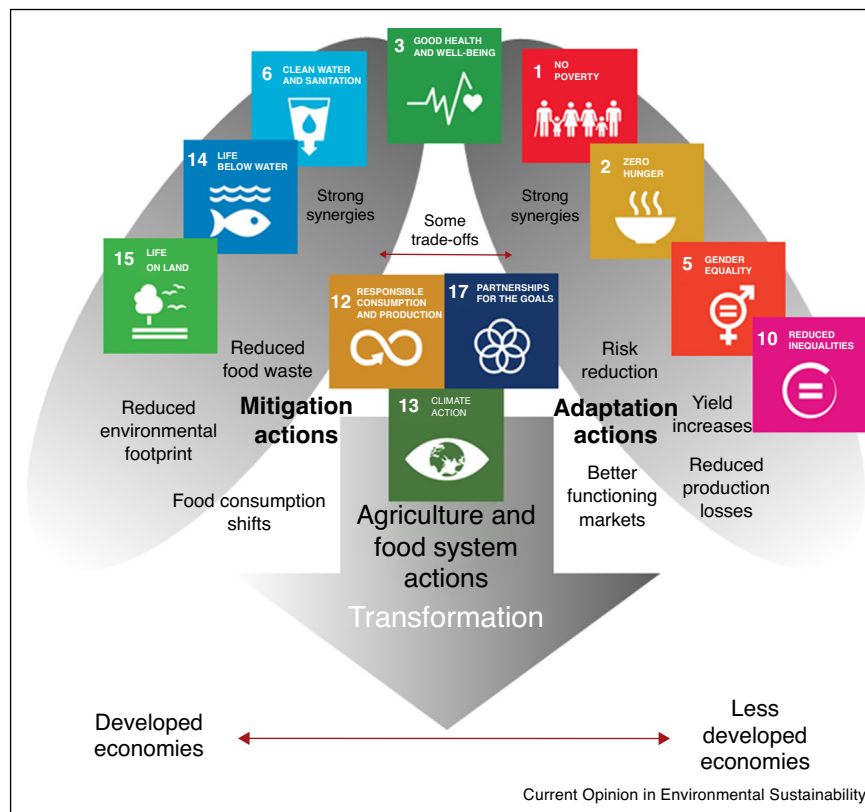 3 GOOD HEALTH
AND WELL-BEING
6 CLEAN WATER
AND SANITATION
1 NO
POVERTY
14 LIFE
BELOW WATER
2 ZERO
HUNGER
Strong
synergies
Strong
synergies
Some
trade-offs
15 LIFE
ON LAND
5 GENDER
EQUALITY
12 RESPONSIBLE
CONSUMPTION
AND PRODUCTION
17 PARTNERSHIPS
FOR THE GOALS
10 REDUCED
INEQUALITIES
Reduced
food waste
Risk
reduction
13 CLIMATE
ACTION
Reduced
environmental
footprint
Mitigation
actions
Adaptation
actions
Yield
increases
Food consumption
shifts
Better
functioning
markets
Reduced
production
losses
Agriculture and
food system
actions
Transformation
Developed
economies
Less
developed
economies
Current Opinion in Environmental Sustainability